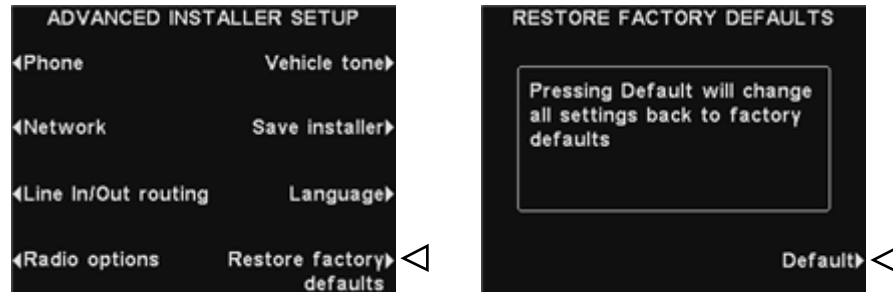 ADVANCED INSTALLER SETUP
Phone
Vehicle tone
Network
Save installer
Line In/Out routing
Language
Radio options
Restore factory
defaults
RESTORE FACTORY DEFAULTS
Pressing Default will change
all settings back to factory
defaults
Default